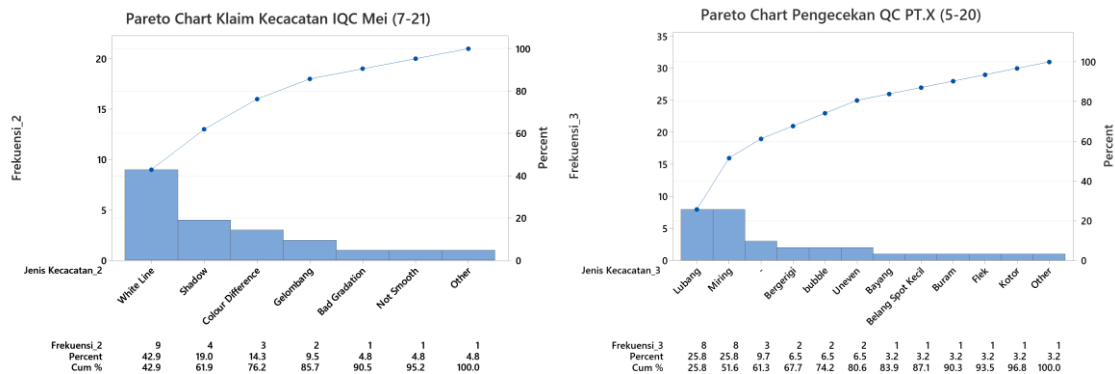 Pareto Chart Klaim Kecacatan IQC Mei (7-21)
20
15
10
5
0
Frekuensi_2
100
80
60
40
20
0
Percent
Jenis Kecacatan_2
White Line
Shadow
Colour Difference
Gelombang
Bad Gradation
Not Smooth
Other
Frekuensi_2 9 4 3 2 1 1 1
Percent 42.9 19.0 14.3 9.5 4.8 4.8 4.8
Cum % 42.9 61.9 76.2 85.7 90.5 95.2 100.0
Pareto Chart Pengecekan QC PT.X (5-20)
35
30
25
20
15
10
5
0
Frekuensi_3
100
80
60
40
20
0
Percent
Jenis Kecacatan_3
Lubang
Miring
-
Bergerigi
bubble
Uneven
Bayang
Belang Spot Kecil
Buram
Flek
Kotor
Other
Frekuensi_3 8 8 3 2 2 2 1 1 1 1 1 1
Percent 25.8 25.8 9.7 6.5 6.5 6.5 3.2 3.2 3.2 3.2 3.2 3.2
Cum % 25.8 51.6 61.3 67.7 74.2 80.6 83.9 87.1 90.3 93.5 96.8 100.0